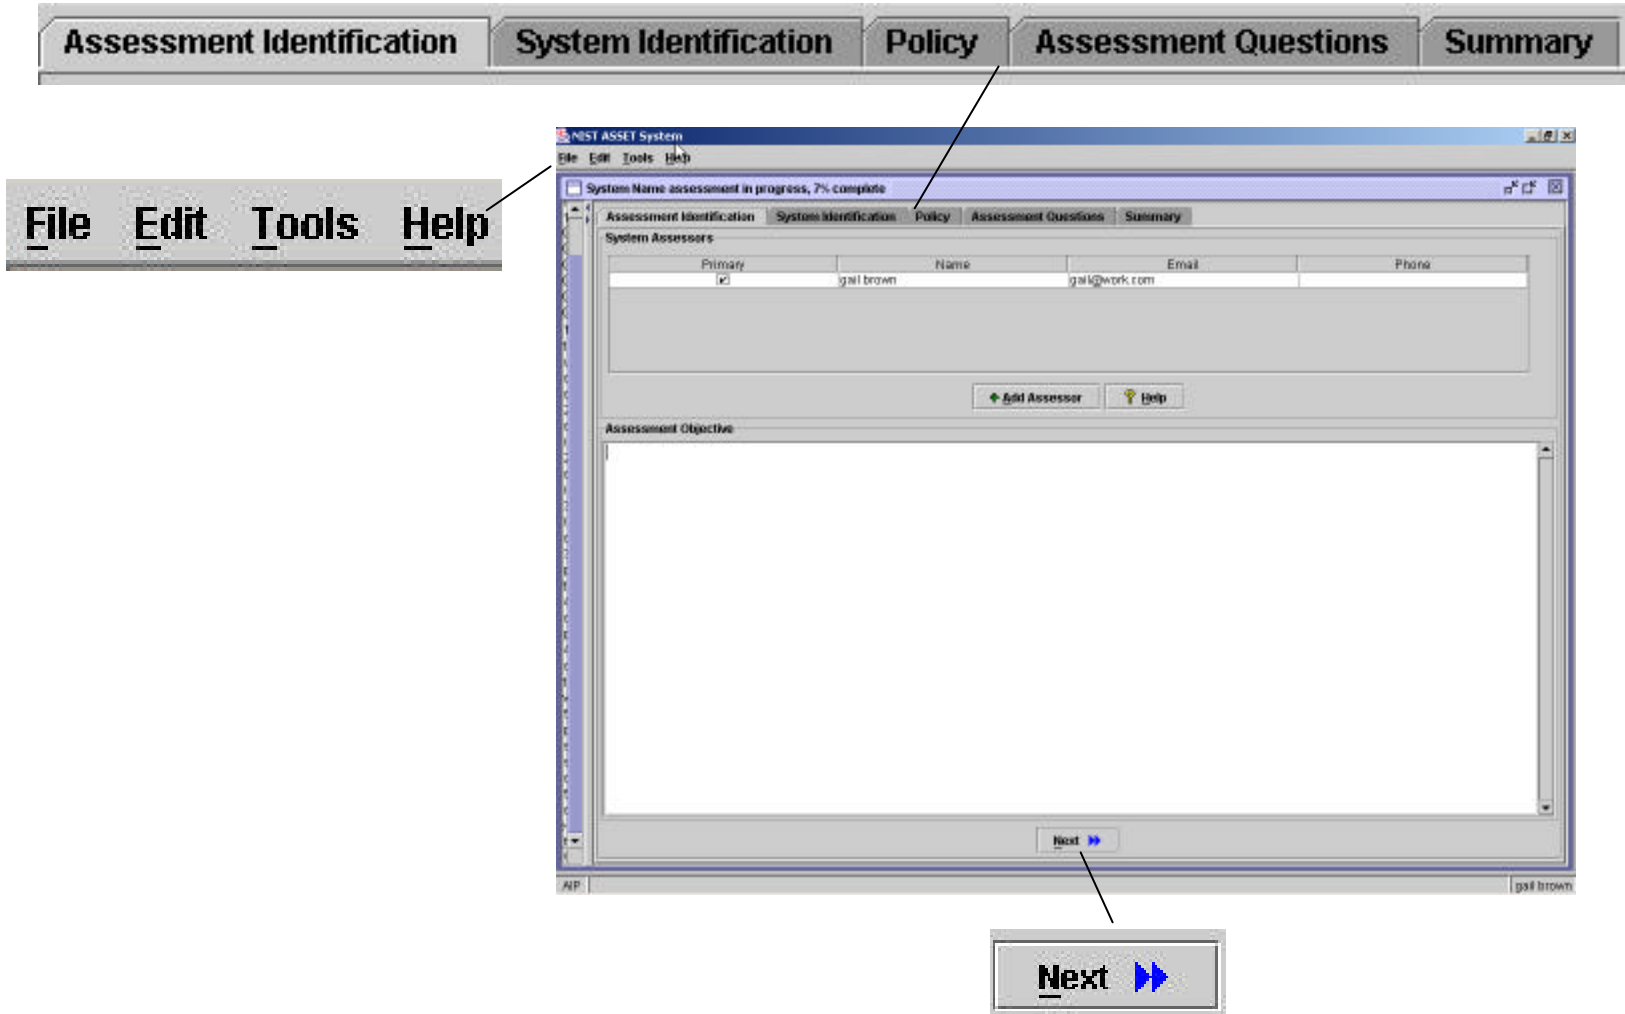 Assessment Identification System Identification Policy Assessment Questions Summary
NIST ASSET System
File Edit Tools Help
File Edit Tools Help
System Name assessment in progress, 7% complete
Assessment Identification System Identification Policy Assessment Questions Summary
System Assessors
Primary Name Email Phone
gail brown gail@work.com
Add Assessor Help
Assessment Objective
Next
AIP gail brown
Next